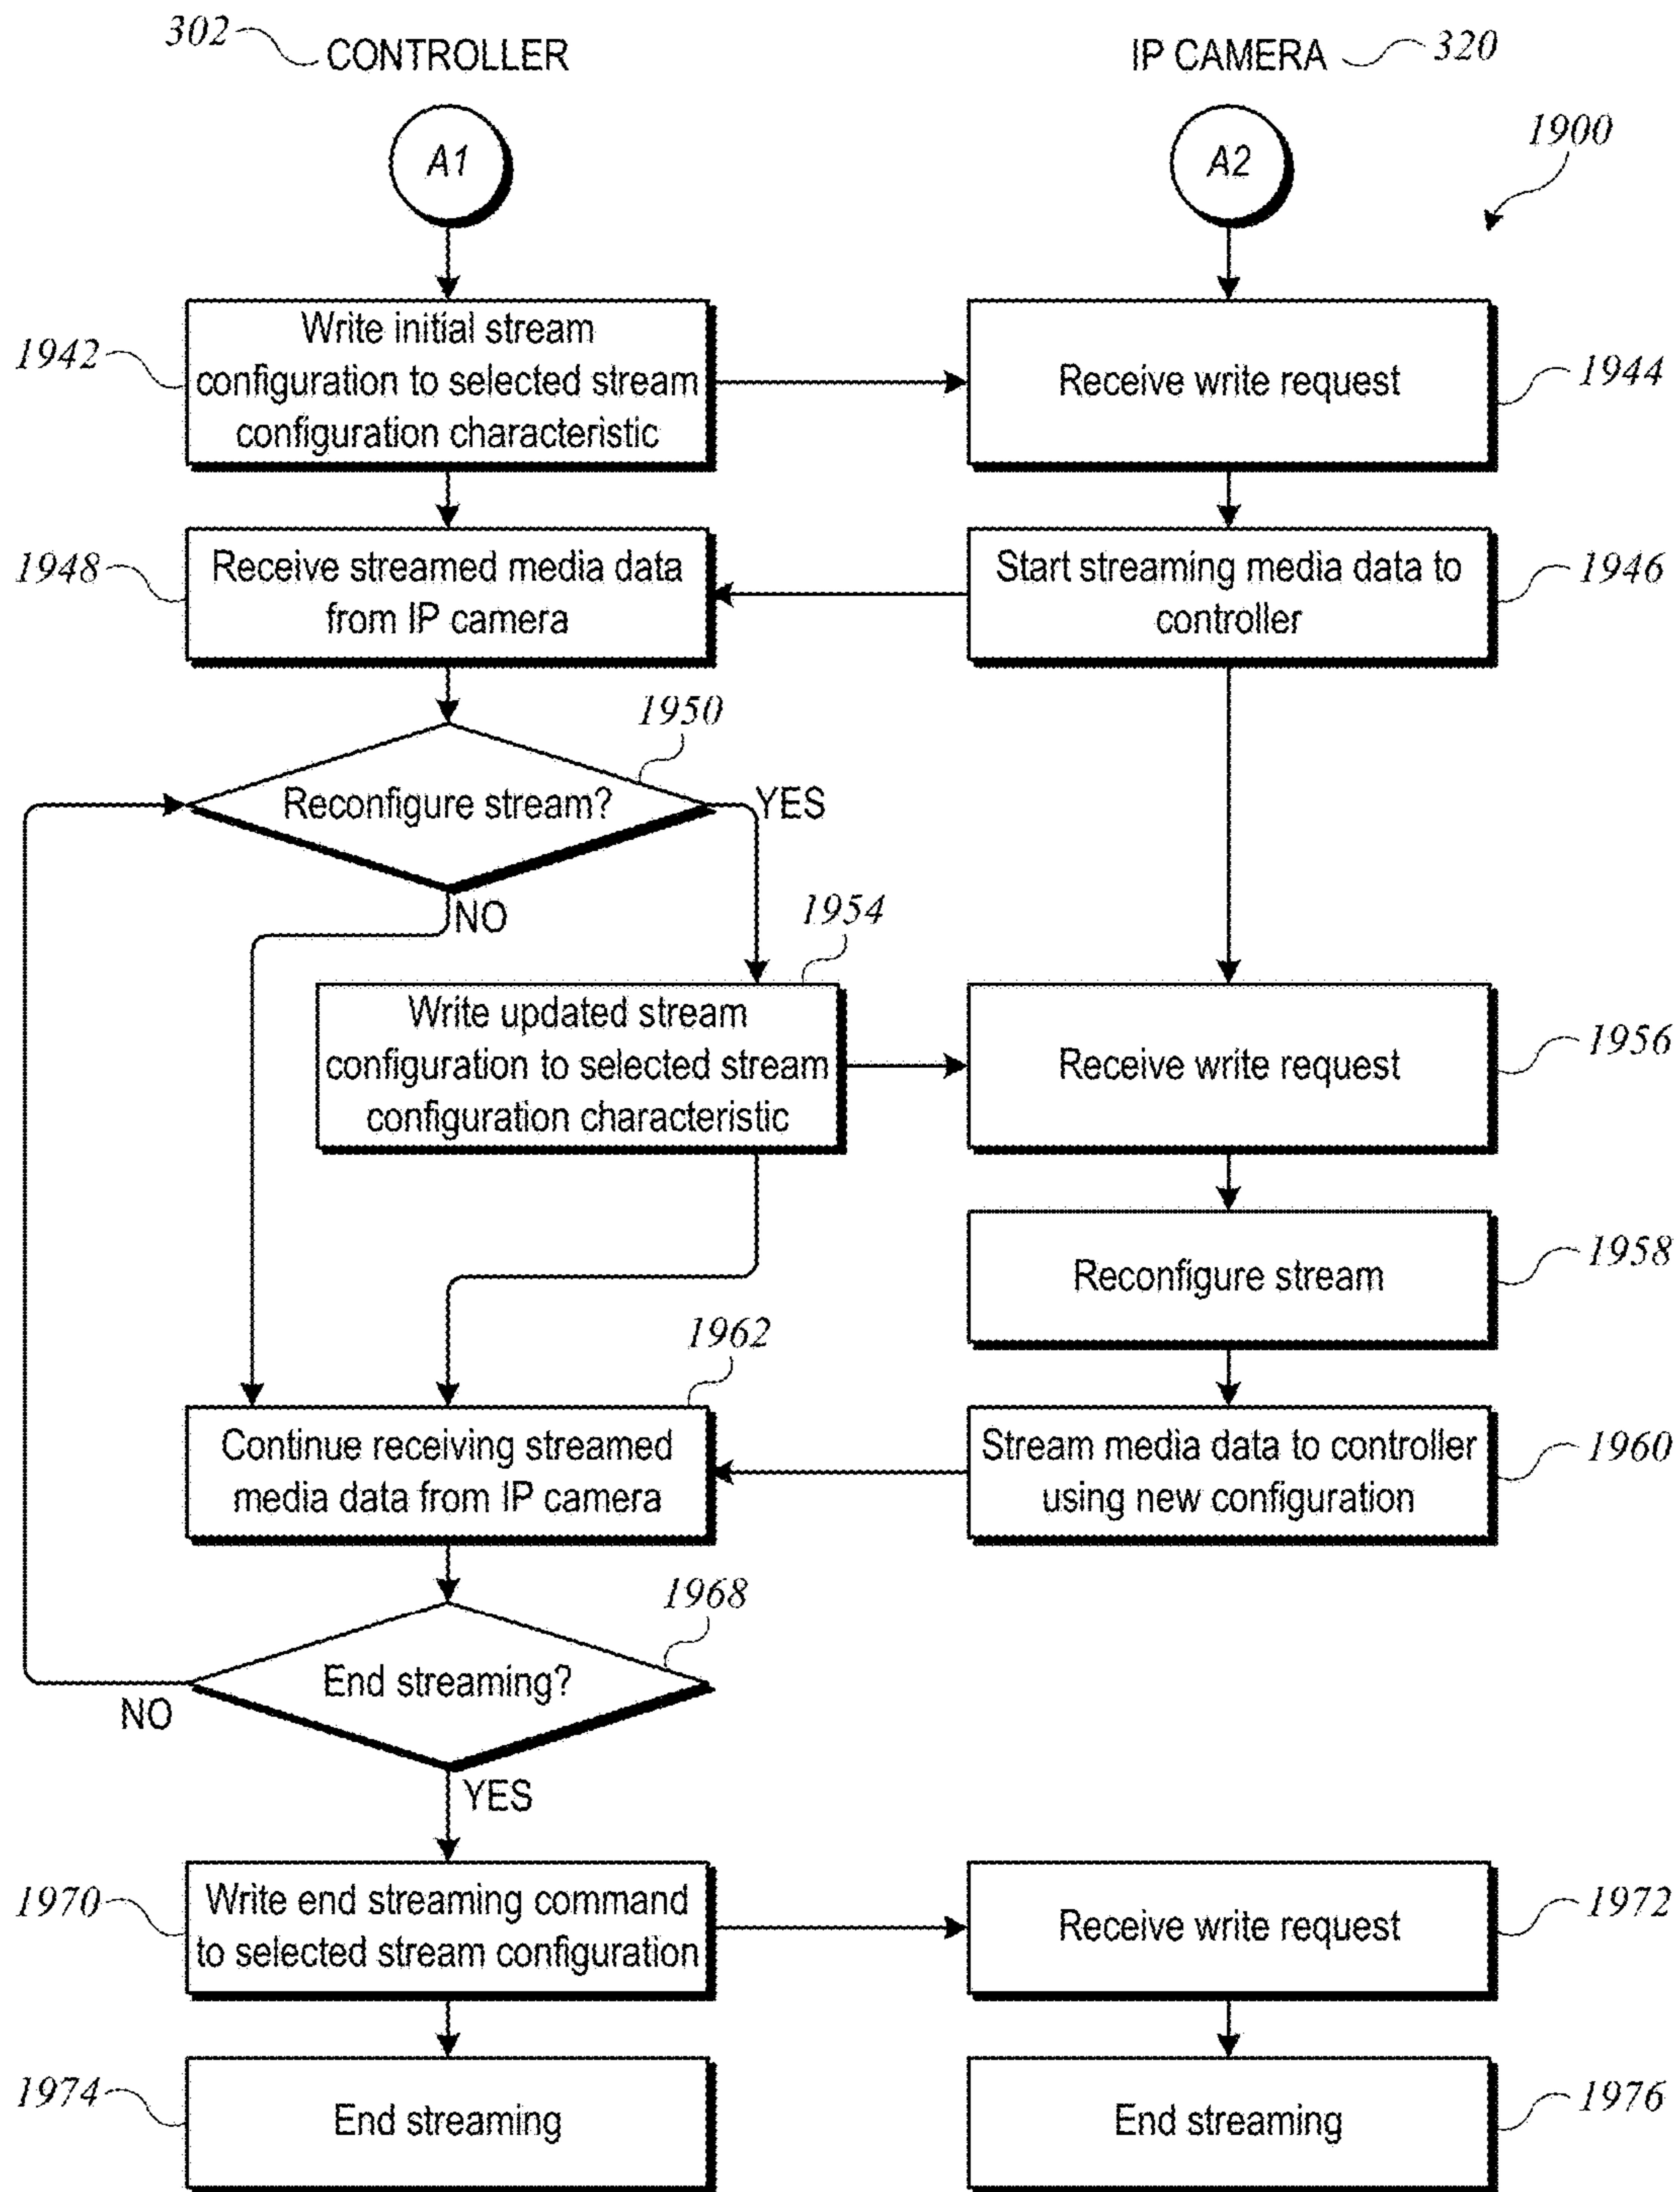 302 CONTROLLER
IP CAMERA 320
A1
A2
1900
1942
Write initial stream
configuration to selected stream
configuration characteristic
Receive write request
1944
1948
Receive streamed media data
from IP camera
Start streaming media data to
controller
1946
1950
Reconfigure stream?
YES
NO
1954
Write updated stream
configuration to selected stream
configuration characteristic
Receive write request
1956
Reconfigure stream
1958
1962
Continue receiving streamed
media data from IP camera
Stream media data to controller
using new configuration
1960
1968
End streaming?
NO
YES
1970
Write end streaming command
to selected stream configuration
Receive write request
1972
1974
End streaming
End streaming
1976